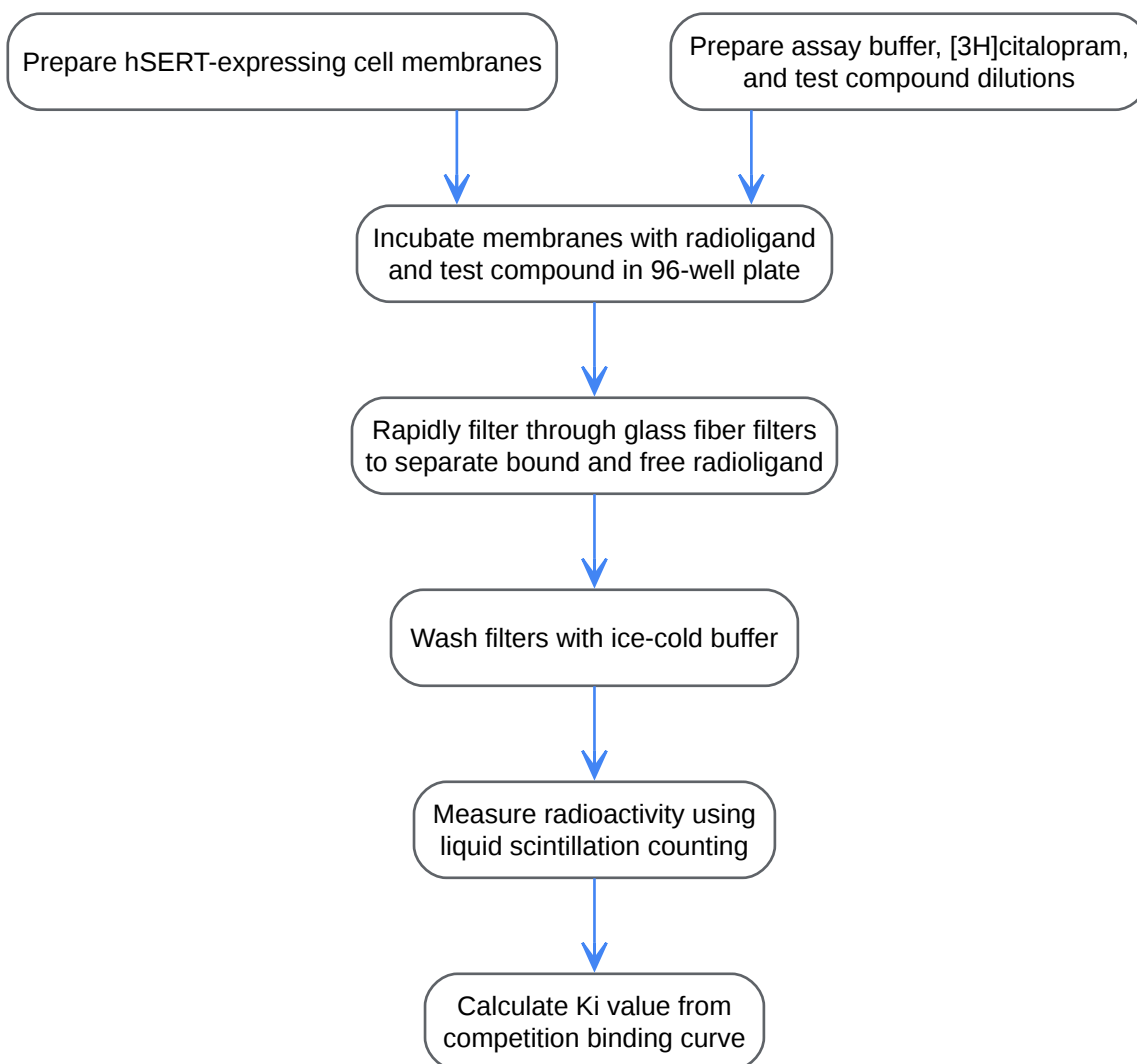 Prepare hSERT-expressing cell membranes
Prepare assay buffer, [3H]citalopram,
and test compound dilutions
Incubate membranes with radioligand
and test compound in 96-well plate
Rapidly filter through glass fiber filters
to separate bound and free radioligand
Wash filters with ice-cold buffer
Measure radioactivity using
liquid scintillation counting
Calculate Ki value from
competition binding curve